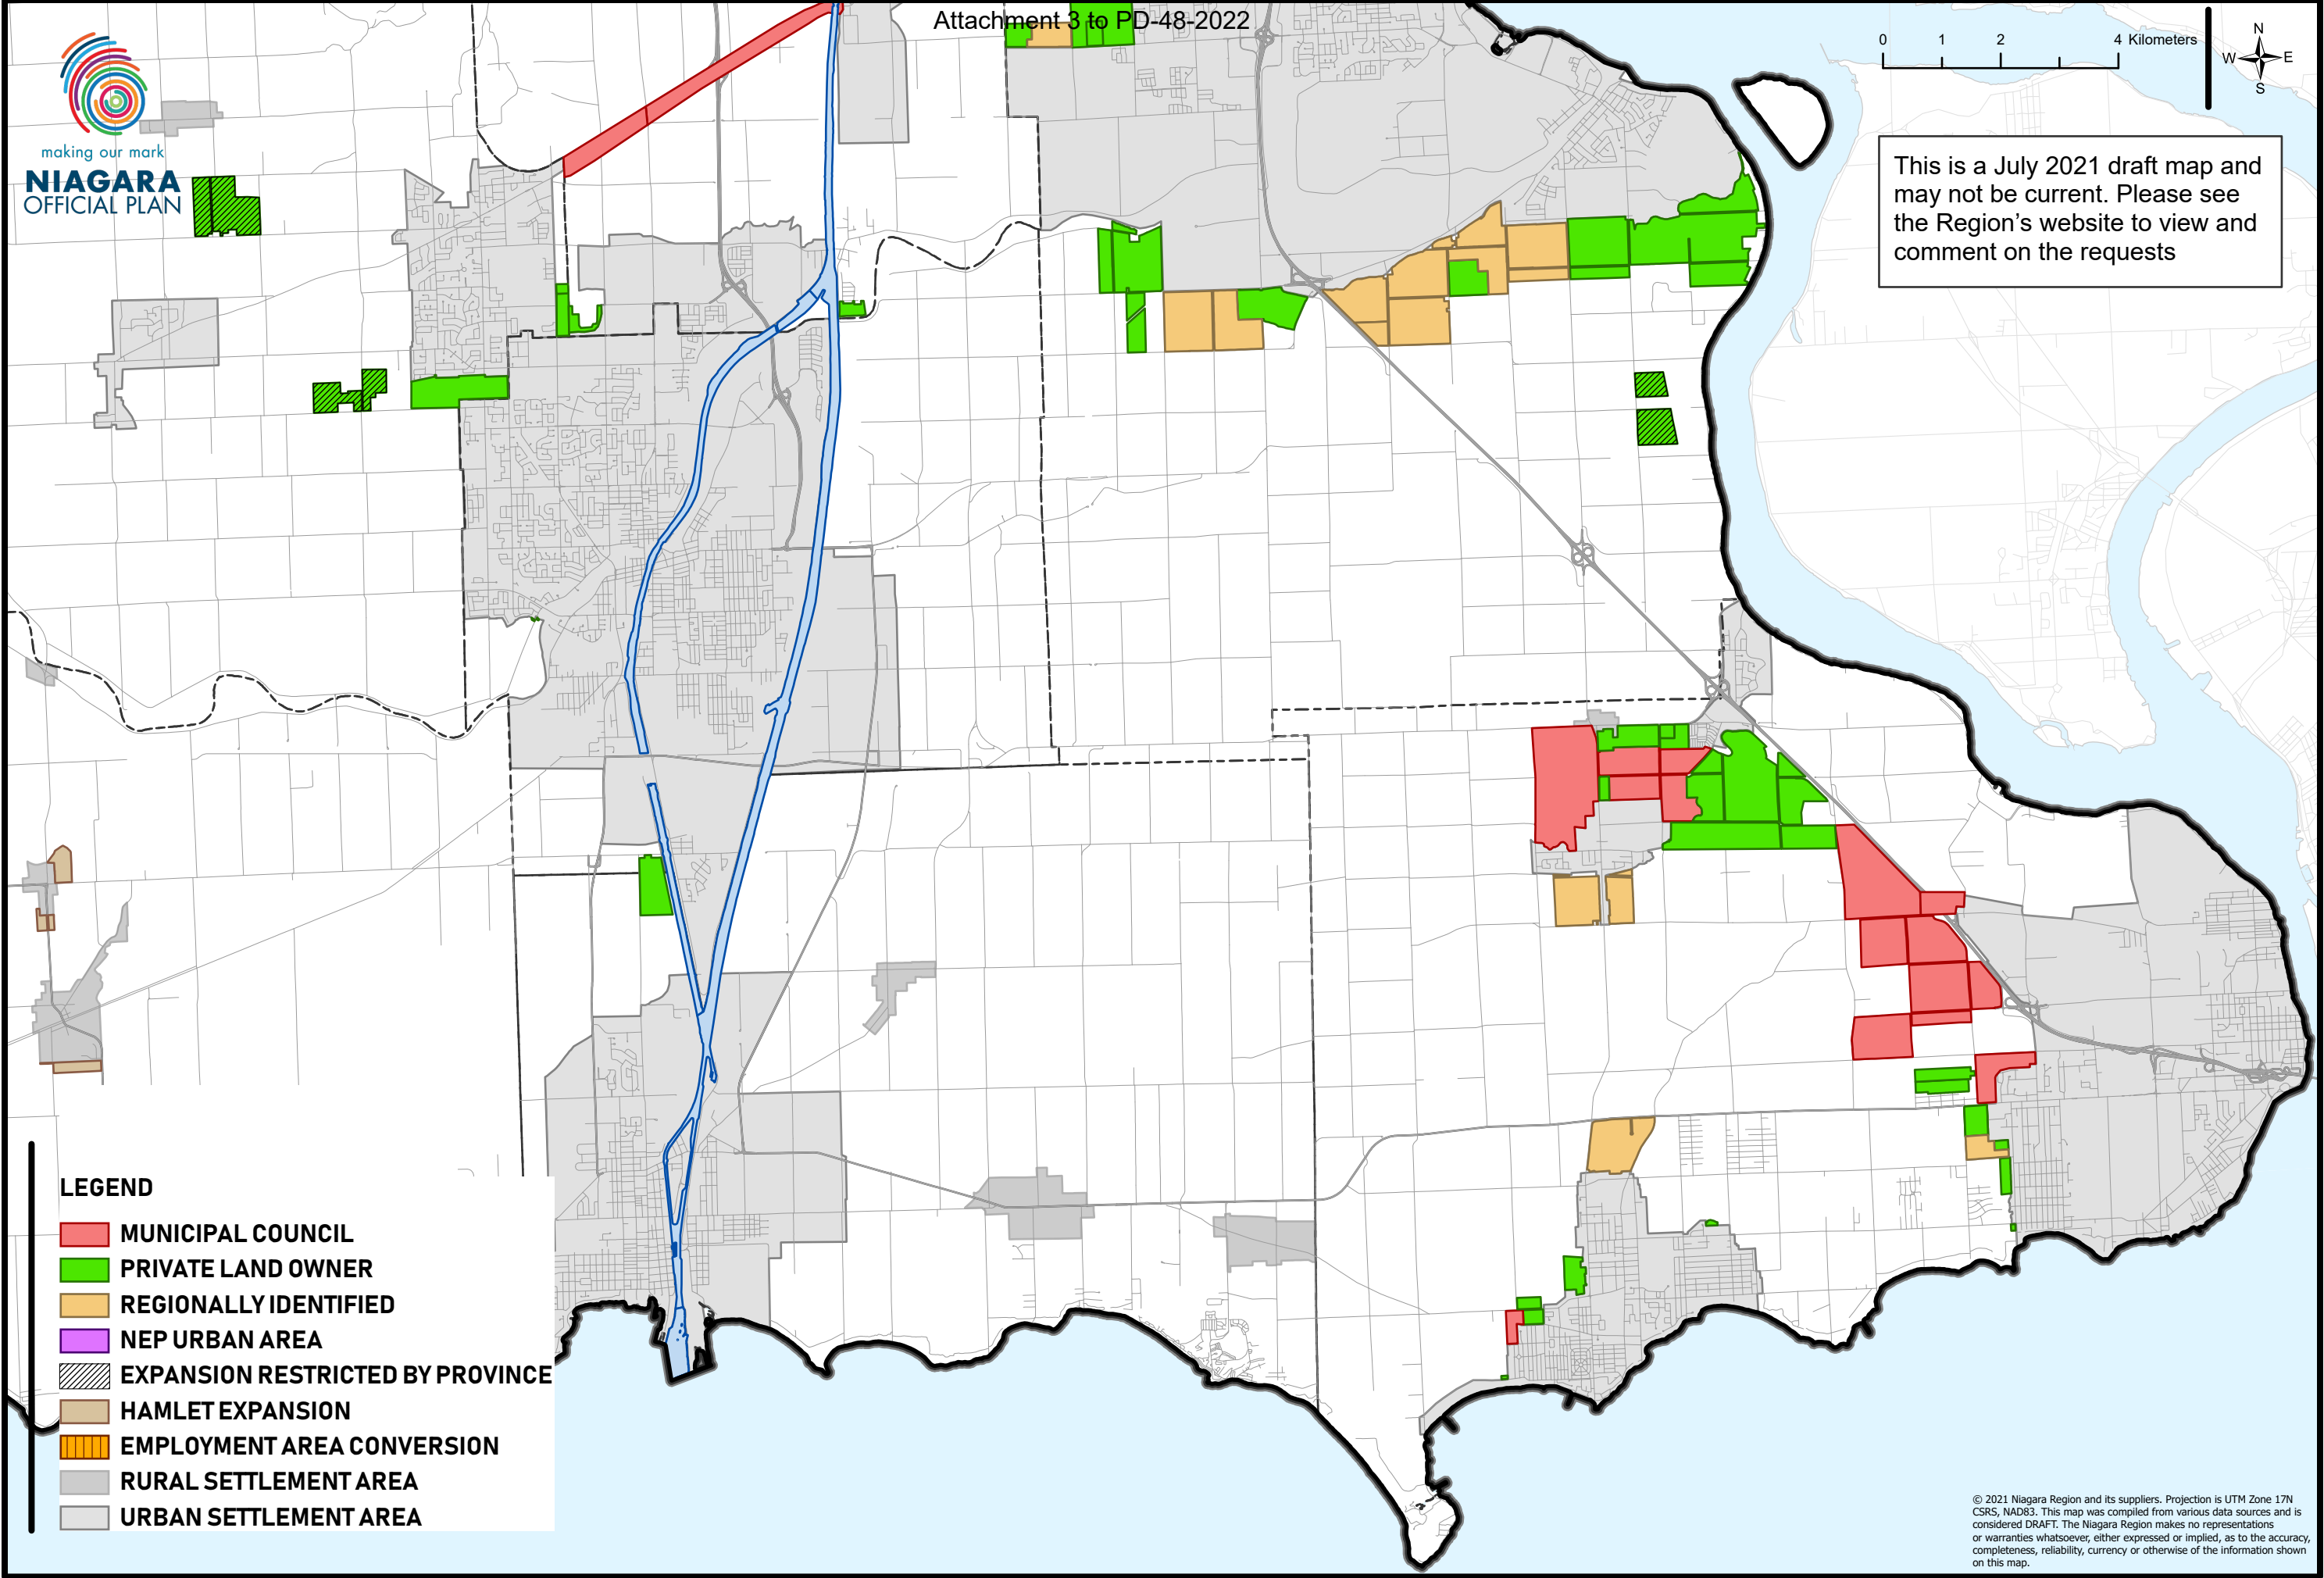 Attachment 3 to PD-48-2022
making our mark
NIAGARA
OFFICIAL PLAN
0 1 2 4 Kilometers
N
W E
S
This is a July 2021 draft map and
may not be current. Please see
the Region's website to view and
comment on the requests
LEGEND
MUNICIPAL COUNCIL
PRIVATE LAND OWNER
REGIONALLY IDENTIFIED
NEP URBAN AREA
EXPANSION RESTRICTED BY PROVINCE
HAMLET EXPANSION
EMPLOYMENT AREA CONVERSION
RURAL SETTLEMENT AREA
URBAN SETTLEMENT AREA
© 2021 Niagara Region and its suppliers. Projection is UTM Zone 17N
CSRS, NAD83. This map was compiled from various data sources and is
considered DRAFT. The Niagara Region makes no representations
or warranties whatsoever, either expressed or implied, as to the accuracy,
completeness, reliability, currency or otherwise of the information shown
on this map.